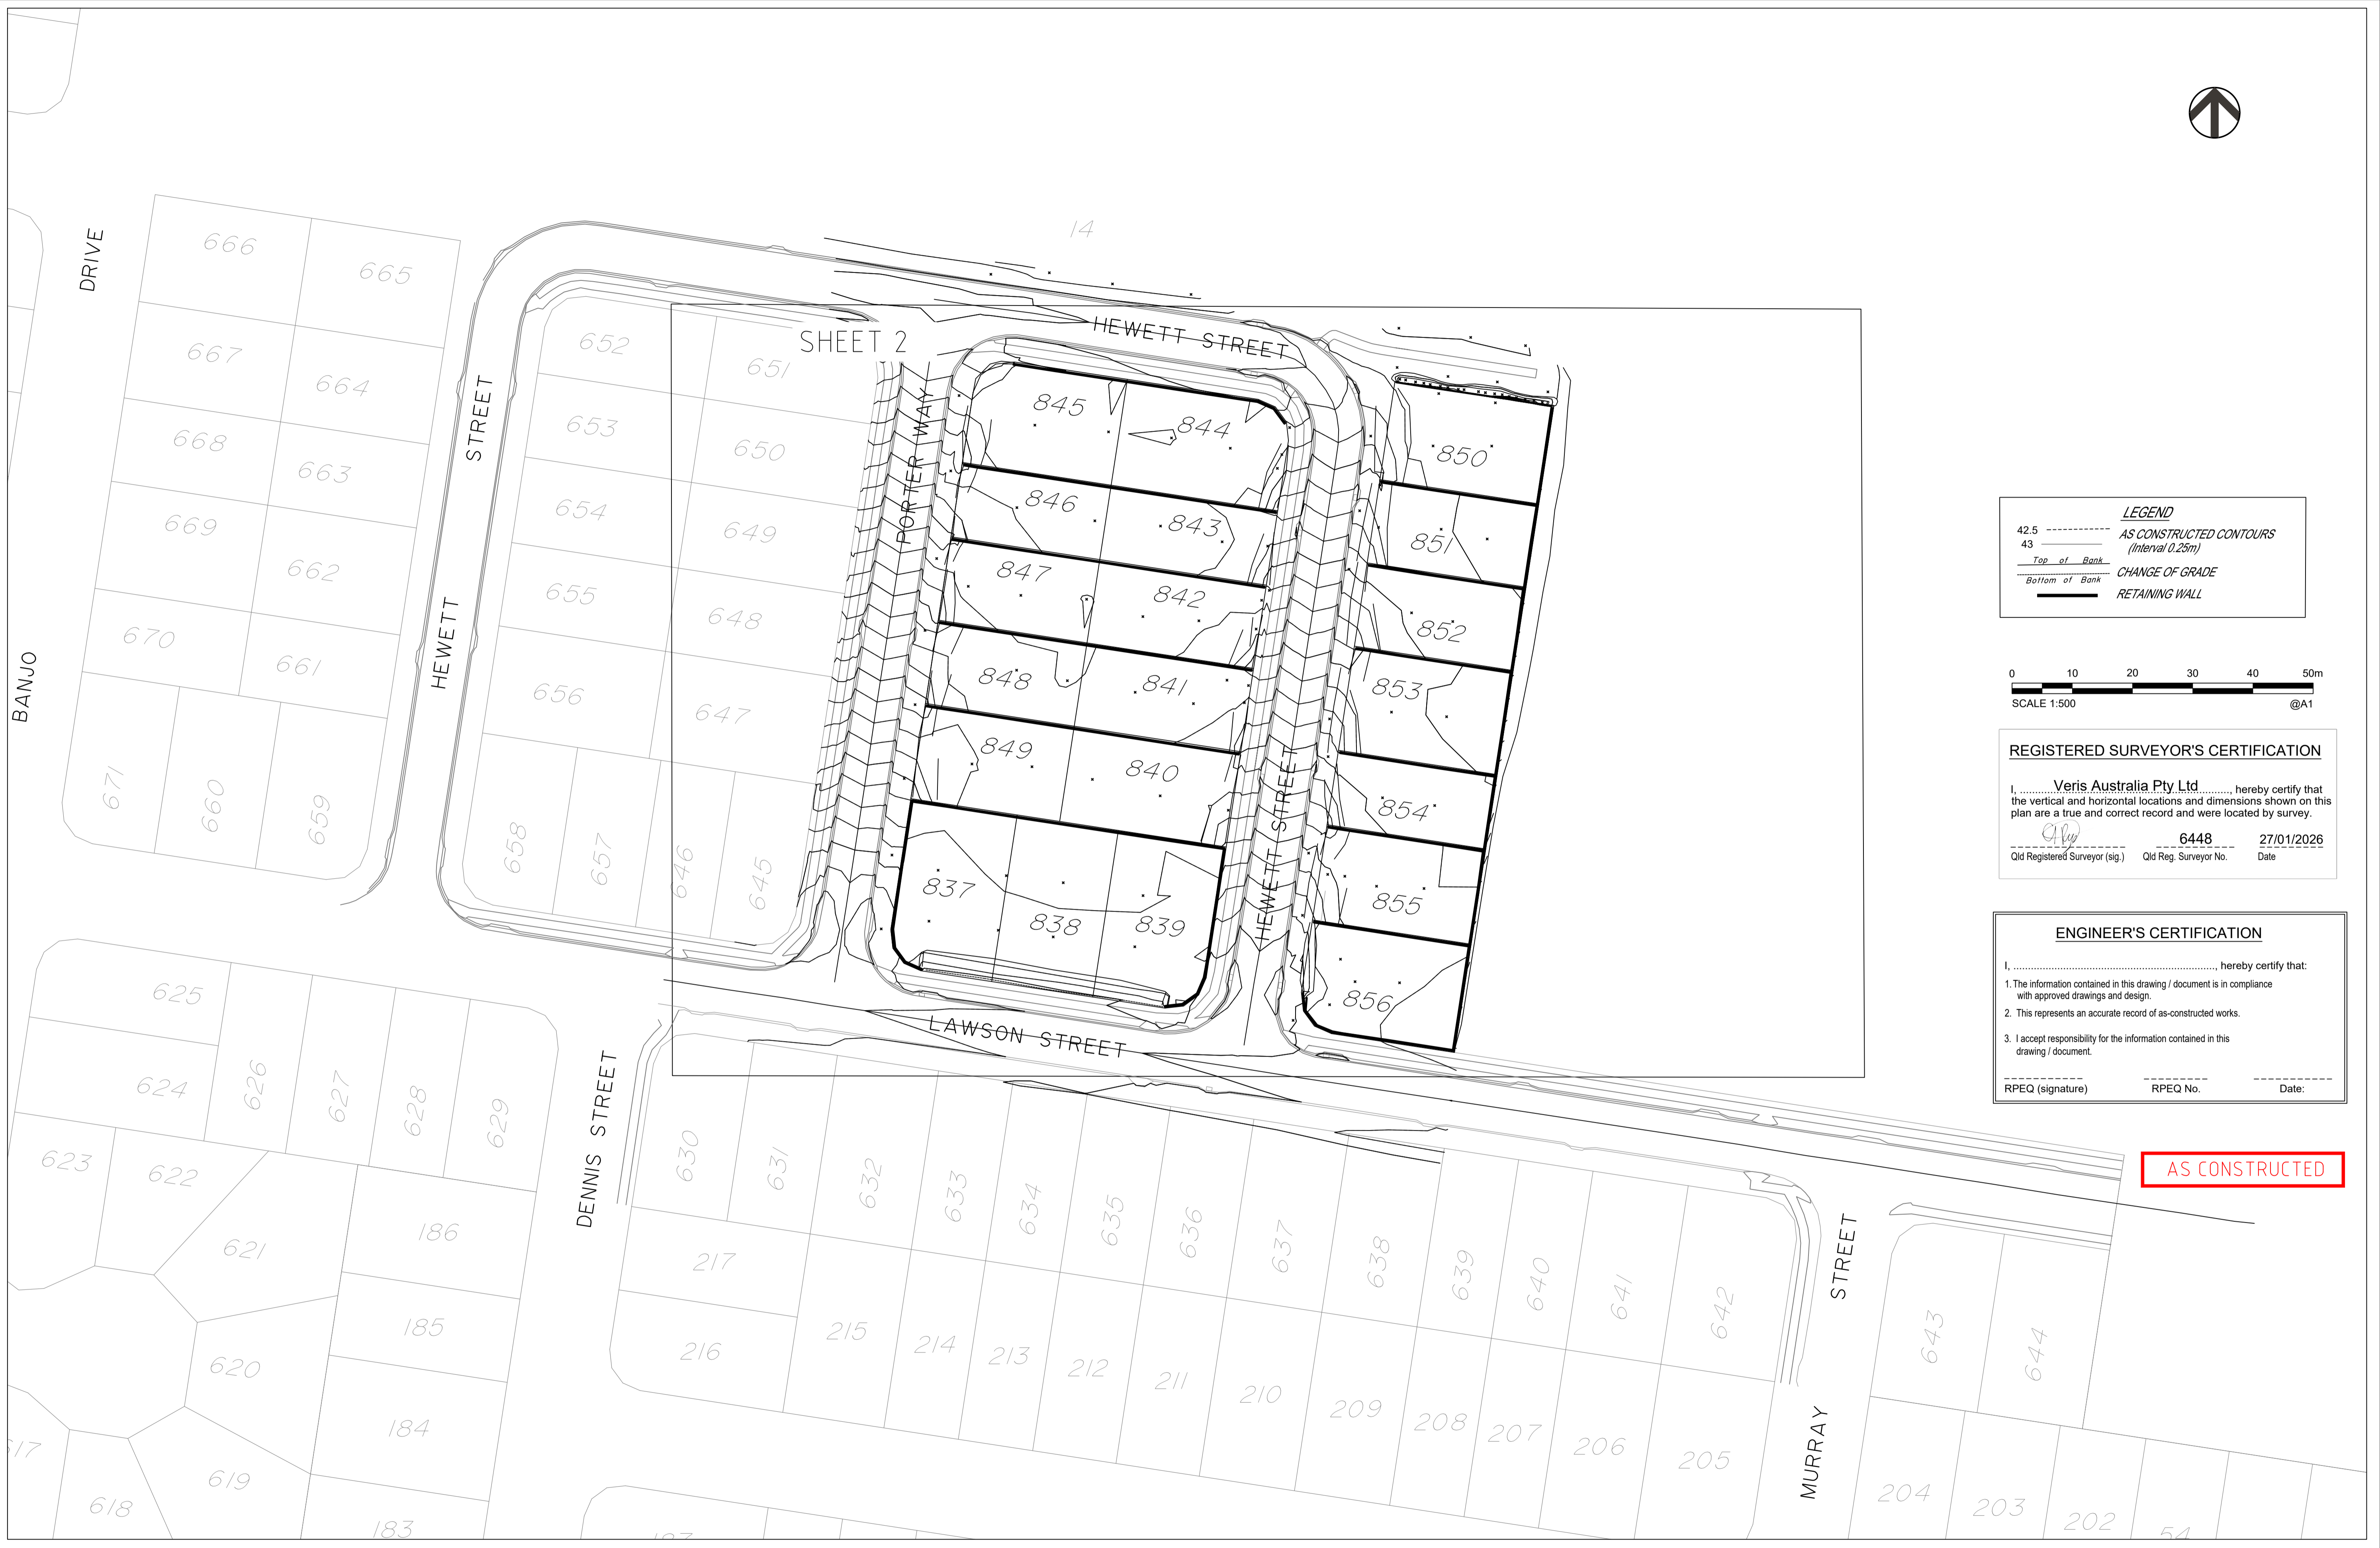 14
DRIVE
666
665
HEWETT STREET
SHEET 2
652
651
667
664
STREET
PORTER WAY
845
844
653
650
668
663
850
846
843
654
649
669
662
851
847
842
655
648
HEWETT
852
670
661
848
841
853
656
647
BANJO
849
840
HEWETT STREET
854
671
660
659
658
657
646
645
837
838
839
855
856
625
LAWSON STREET
624
626
627
628
629
DENNIS STREET
630
631
632
633
634
635
636
637
638
639
640
641
642
STREET
643
644
623
622
621
186
217
185
216
215
214
213
212
211
210
209
208
207
206
205
MURRAY
204
203
202
54
620
184
617
619
618
183
LEGEND
42.5
AS CONSTRUCTED CONTOURS
43
(Interval 0.25m)
Top of Bank
CHANGE OF GRADE
Bottom of Bank
RETAINING WALL
0 10 20 30 40 50m
SCALE 1:500 @A1
REGISTERED SURVEYOR'S CERTIFICATION
I, Veris Australia Pty Ltd, hereby certify that
the vertical and horizontal locations and dimensions shown on this
plan are a true and correct record and were located by survey.
6448 27/01/2026
Qld Registered Surveyor (sig.) Qld Reg. Surveyor No. Date
ENGINEER'S CERTIFICATION
I, ......................................................................, hereby certify that:
1. The information contained in this drawing / document is in compliance
with approved drawings and design.
2. This represents an accurate record of as-constructed works.
3. I accept responsibility for the information contained in this
drawing / document.
RPEQ (signature) RPEQ No. Date:
AS CONSTRUCTED